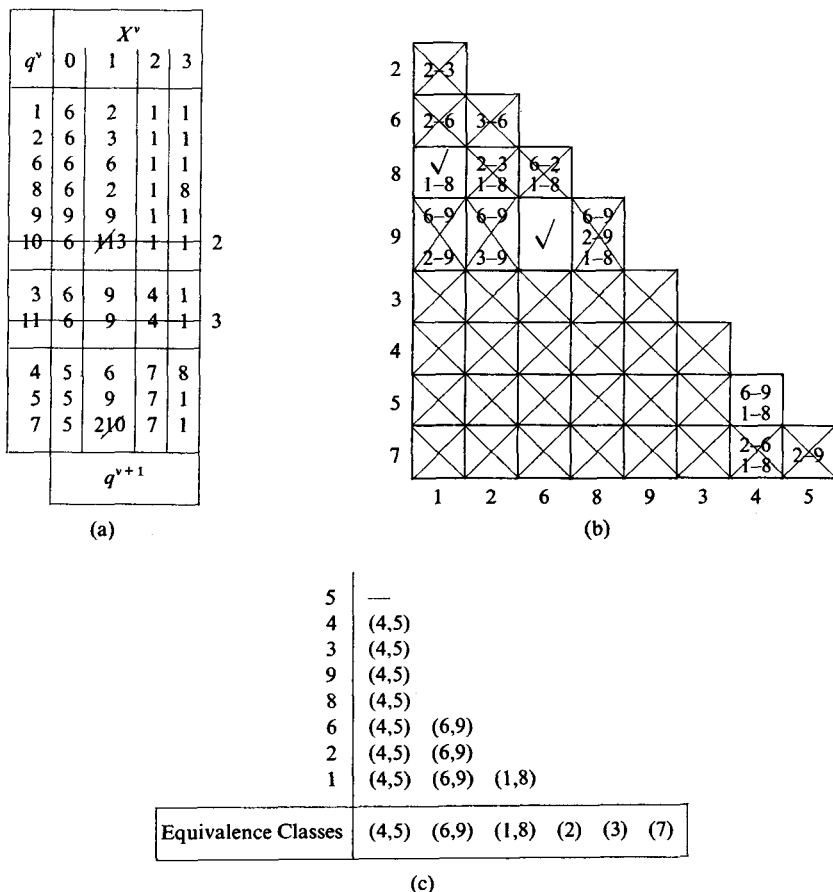 X^ν
q^ν 0 1 2 3
1 6 2 1 1
2 6 3 1 1
6 6 6 1 1
8 6 2 1 8
9 9 9 1 1
10 6 113 1 1 2
3 6 9 4 1
11 6 9 4 1 3
4 5 6 7 8
5 5 9 7 1
7 5 210 7 1
q^{ν+1}
(a)
2 2–3
6 2–6 3–6
8 √ 1–8 2–3 1–8 6–2 1–8
9 6–9 2–9 6–9 3–9 √ 6–9 2–9 1–8
3
4
5 6–9 1–8
7 2–6 1–8 2–9
1 2 6 8 9 3 4 5
(b)
5 —
4 (4,5)
3 (4,5)
9 (4,5)
8 (4,5)
6 (4,5) (6,9)
2 (4,5) (6,9)
1 (4,5) (6,9) (1,8)
Equivalence Classes (4,5) (6,9) (1,8) (2) (3) (7)
(c)